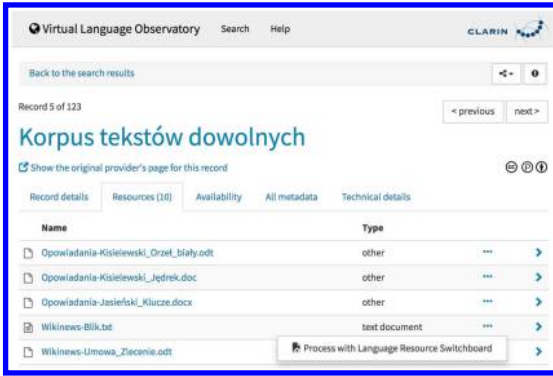 Virtual Language Observatory Search Help CLARIN
Back to the search results
Record 5 of 123
< previous next >
Korpus tekstów dowolnych
Show the original provider's page for this record
Record details Resources (10) Availability All metadata Technical details
Name Type
Opowiadania-Kisielewski_Orzeł_biały.odt other
Opowiadania-Kisielewski_Jędrek.doc other
Opowiadania-Jasieński_Klucze.docx other
Wikinews-Blik.txt text document
Process with Language Resource Switchboard
Wikinews-Umowa_Zlecenie.odt